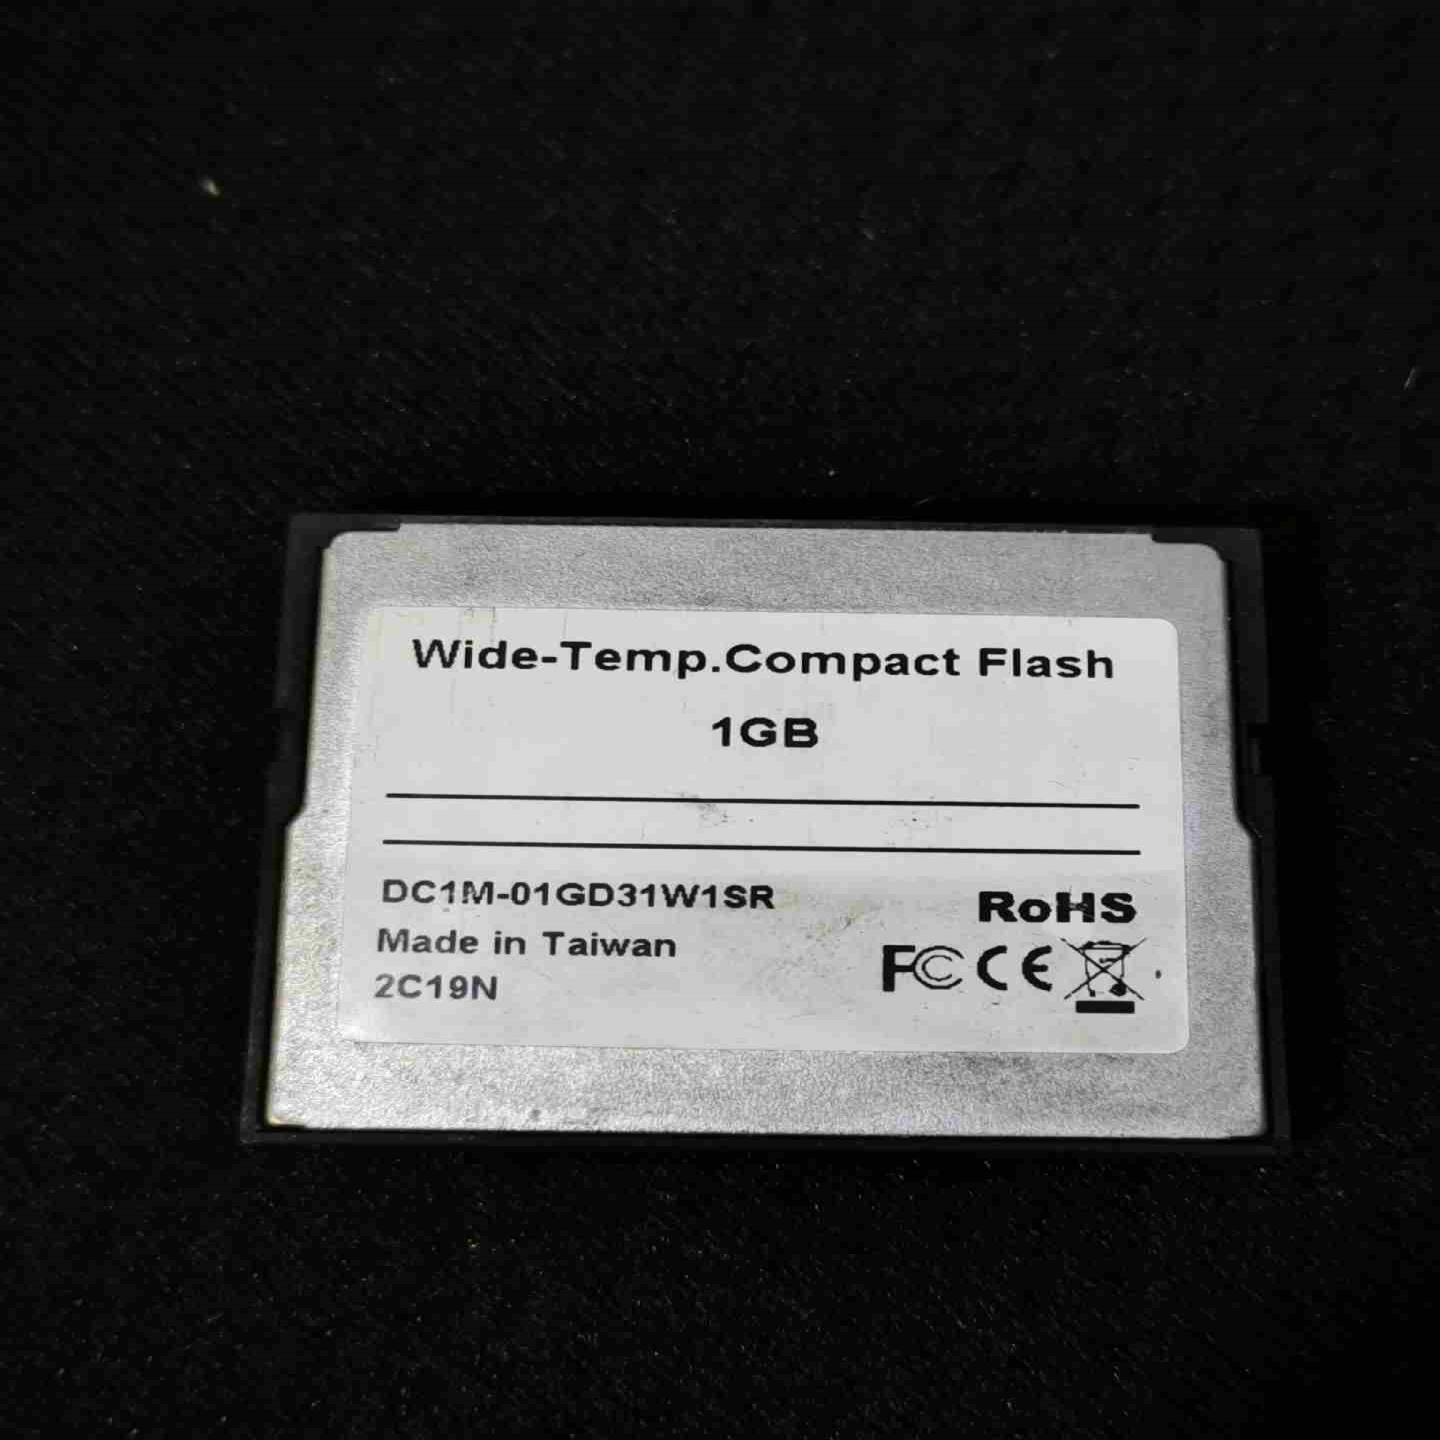 Wide-Temp.Compact Flash
1GB
DC1M-01GD31W1SR
Made in Taiwan
2C19N
RoHS
FC CE